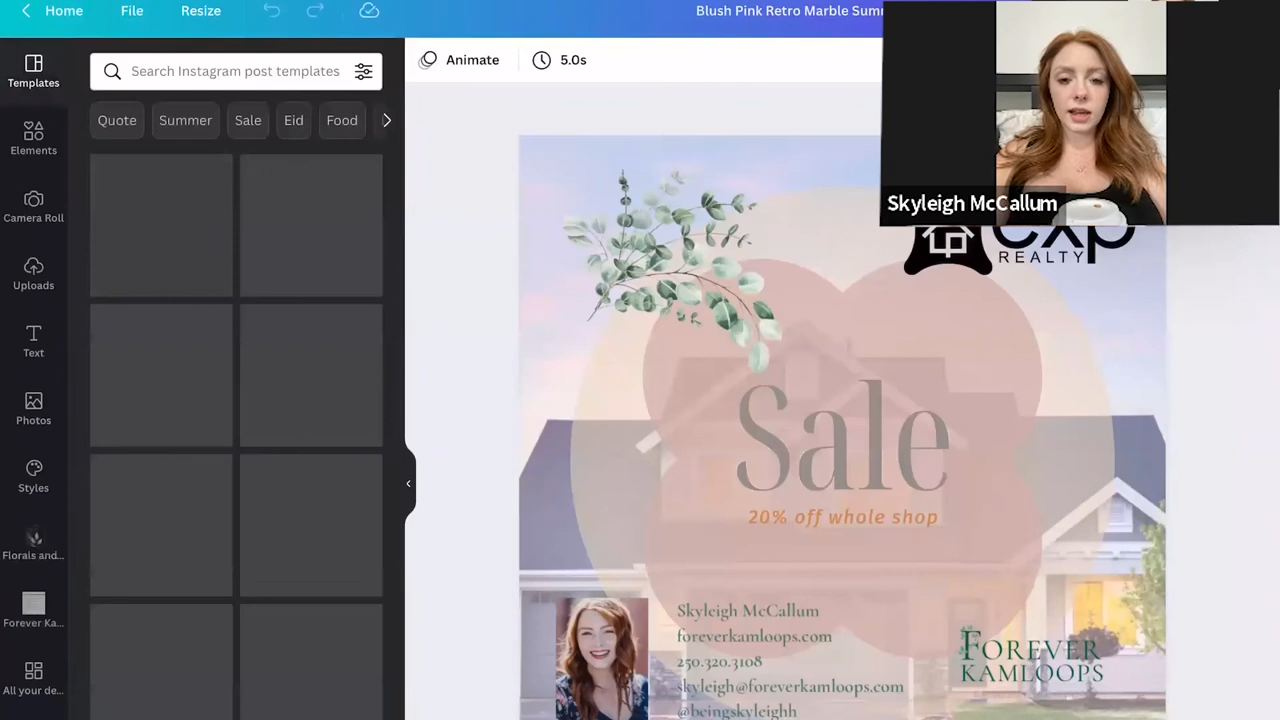 Home
File
Resize
Blush Pink Retro Marble Summ
Templates
Search Instagram post templates
Animate
5.0s
Quote
Summer
Sale
Eid
Food
Elements
Camera Roll
Uploads
Text
Photos
Styles
Florals and...
Forever Ka...
All your de...
Skyleigh McCallum
exp
REALTY
Sale
20% off whole shop
Skyleigh McCallum
foreverkamloops.com
250.320.3108
skyleigh@foreverkamloops.com
@beingskyleighh
FOREVER
KAMLOOPS